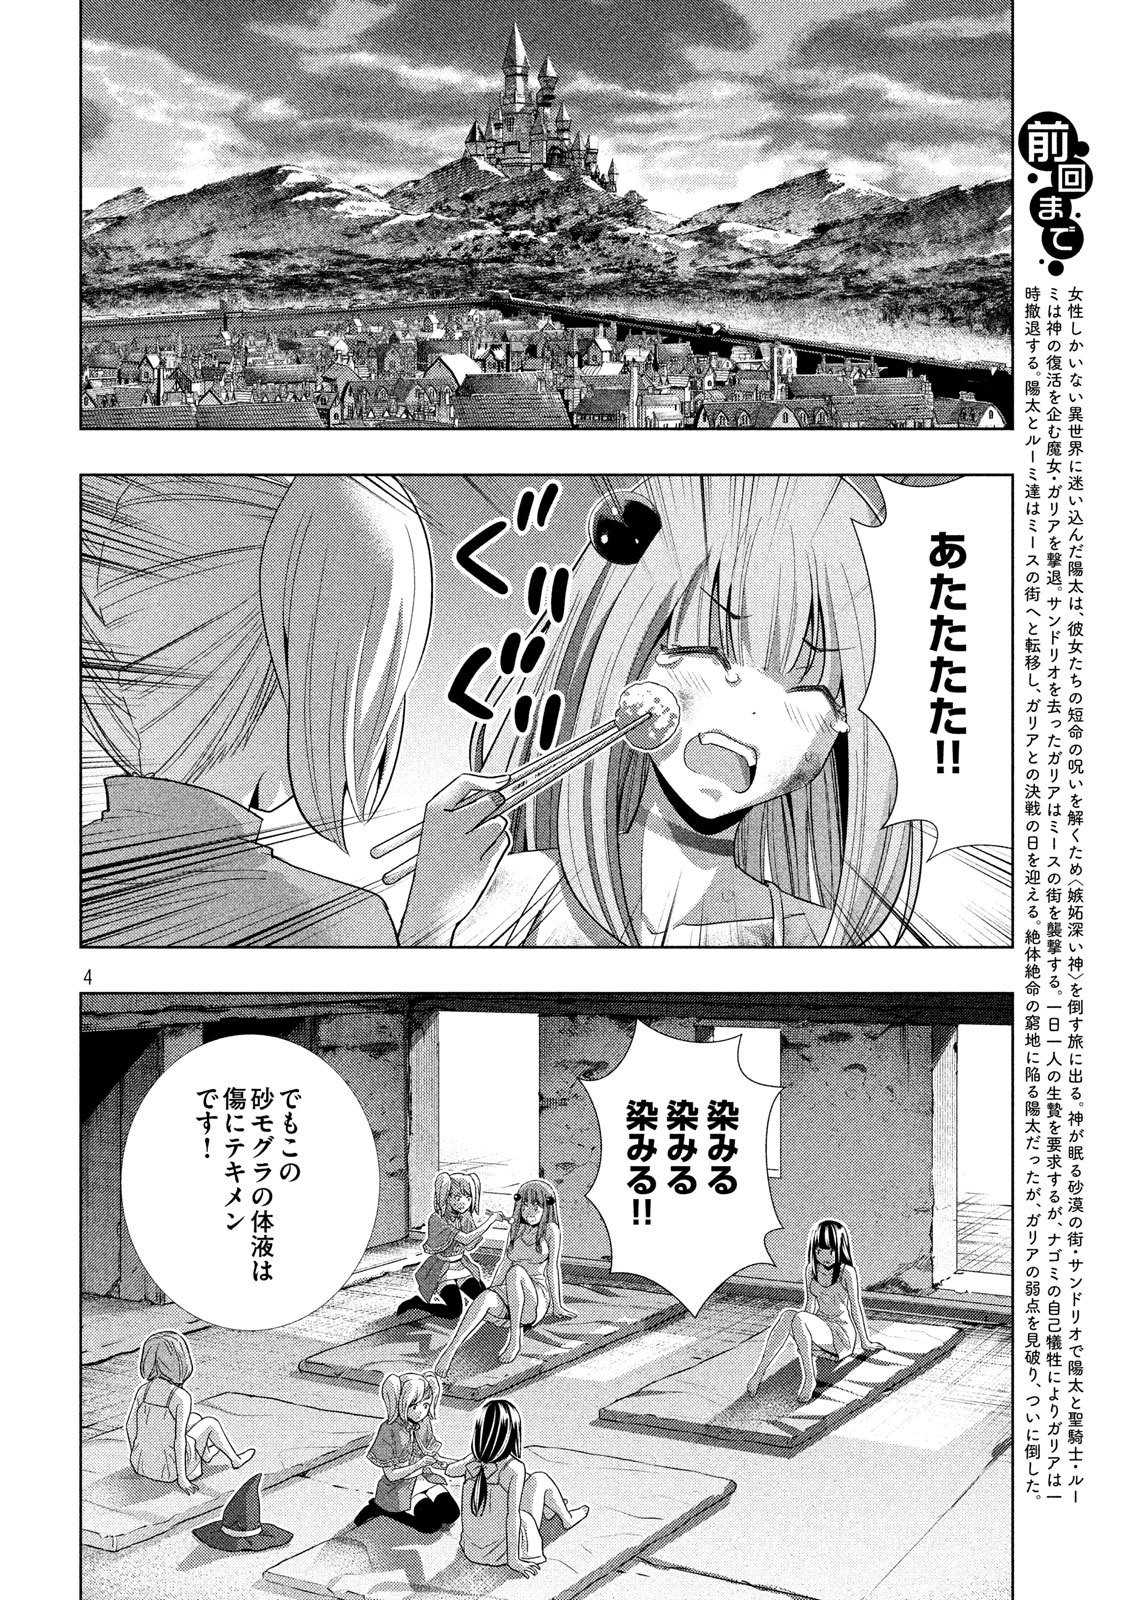 前回まで
女性しかいない異世界に迷い込んだ陽太は、彼女たちの短命の呪いを解くため〈嫉妬深い神〉を倒す旅に出る。神が眠る砂漠の街・サンドリオで陽太と聖騎士・ルー
ミは神の復活を企む魔女・ガリアを撃退。サンドリオを去ったガリアはミースの街を襲撃する。一日一人の生贄を要求するが、ナゴミの自己犠牲によりガリアは一
時撤退する。陽太とルーミ達はミースの街へと転移し、ガリアとの決戦の日を迎える。絶体絶命の窮地に陥る陽太だったが、ガリアの弱点を見破り、ついに倒した。
あたたたた!!
ぐい
ぐい
4
染みる
染みる
染みる!!
でもこの
砂モグラの体液は
傷にテキメン
です!